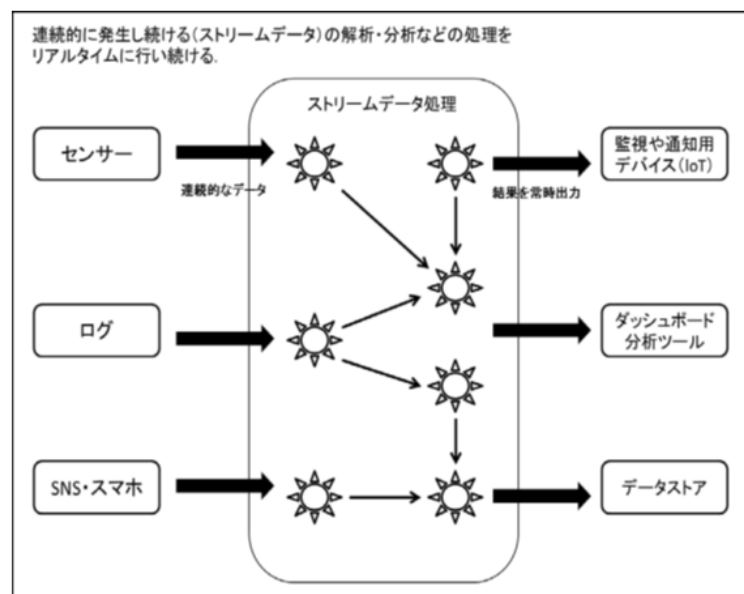 連続的に発生し続ける(ストリームデータ)の解析・分析などの処理を
リアルタイムに行い続ける.
ストリームデータ処理
センサー
連続的なデータ
結果を常時出力
監視や通知用
デバイス(IoT)
ログ
ダッシュボード
分析ツール
SNS・スマホ
データストア